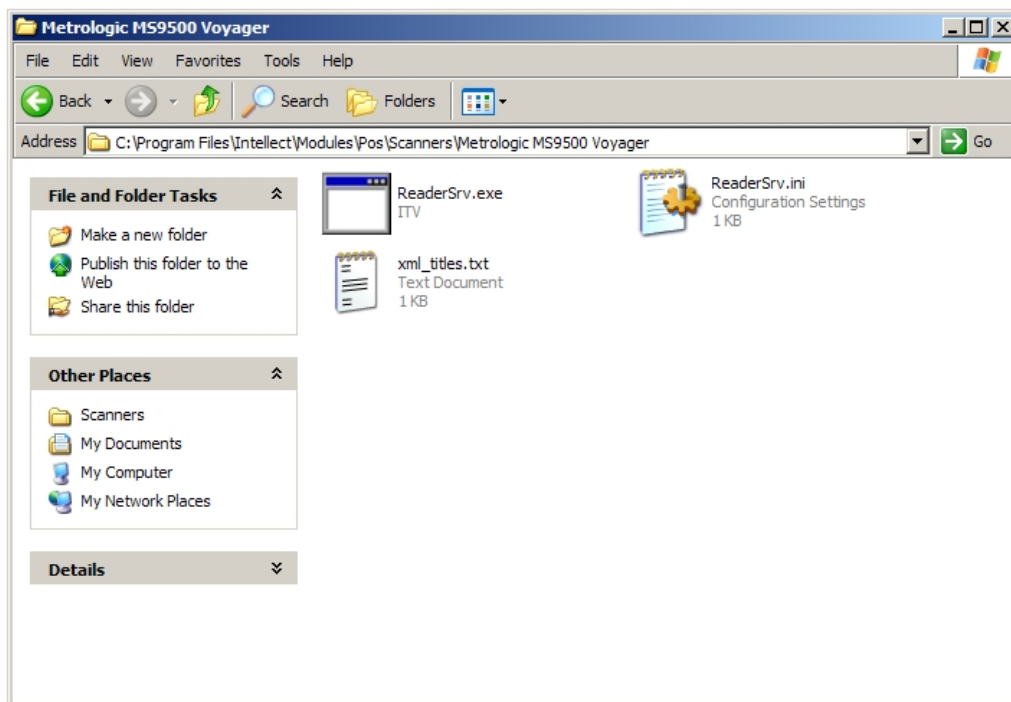 Metrologic MS9500 Voyager
File Edit View Favorites Tools Help
Back Search Folders
Address C:\Program Files\Intellect\Modules\Pos\Scanners\Metrologic MS9500 Voyager Go
File and Folder Tasks
Make a new folder
Publish this folder to the
Web
Share this folder
Other Places
Scanners
My Documents
My Computer
My Network Places
Details
ReaderSrv.exe
ITV
ReaderSrv.ini
Configuration Settings
1 KB
xml_titles.txt
Text Document
1 KB